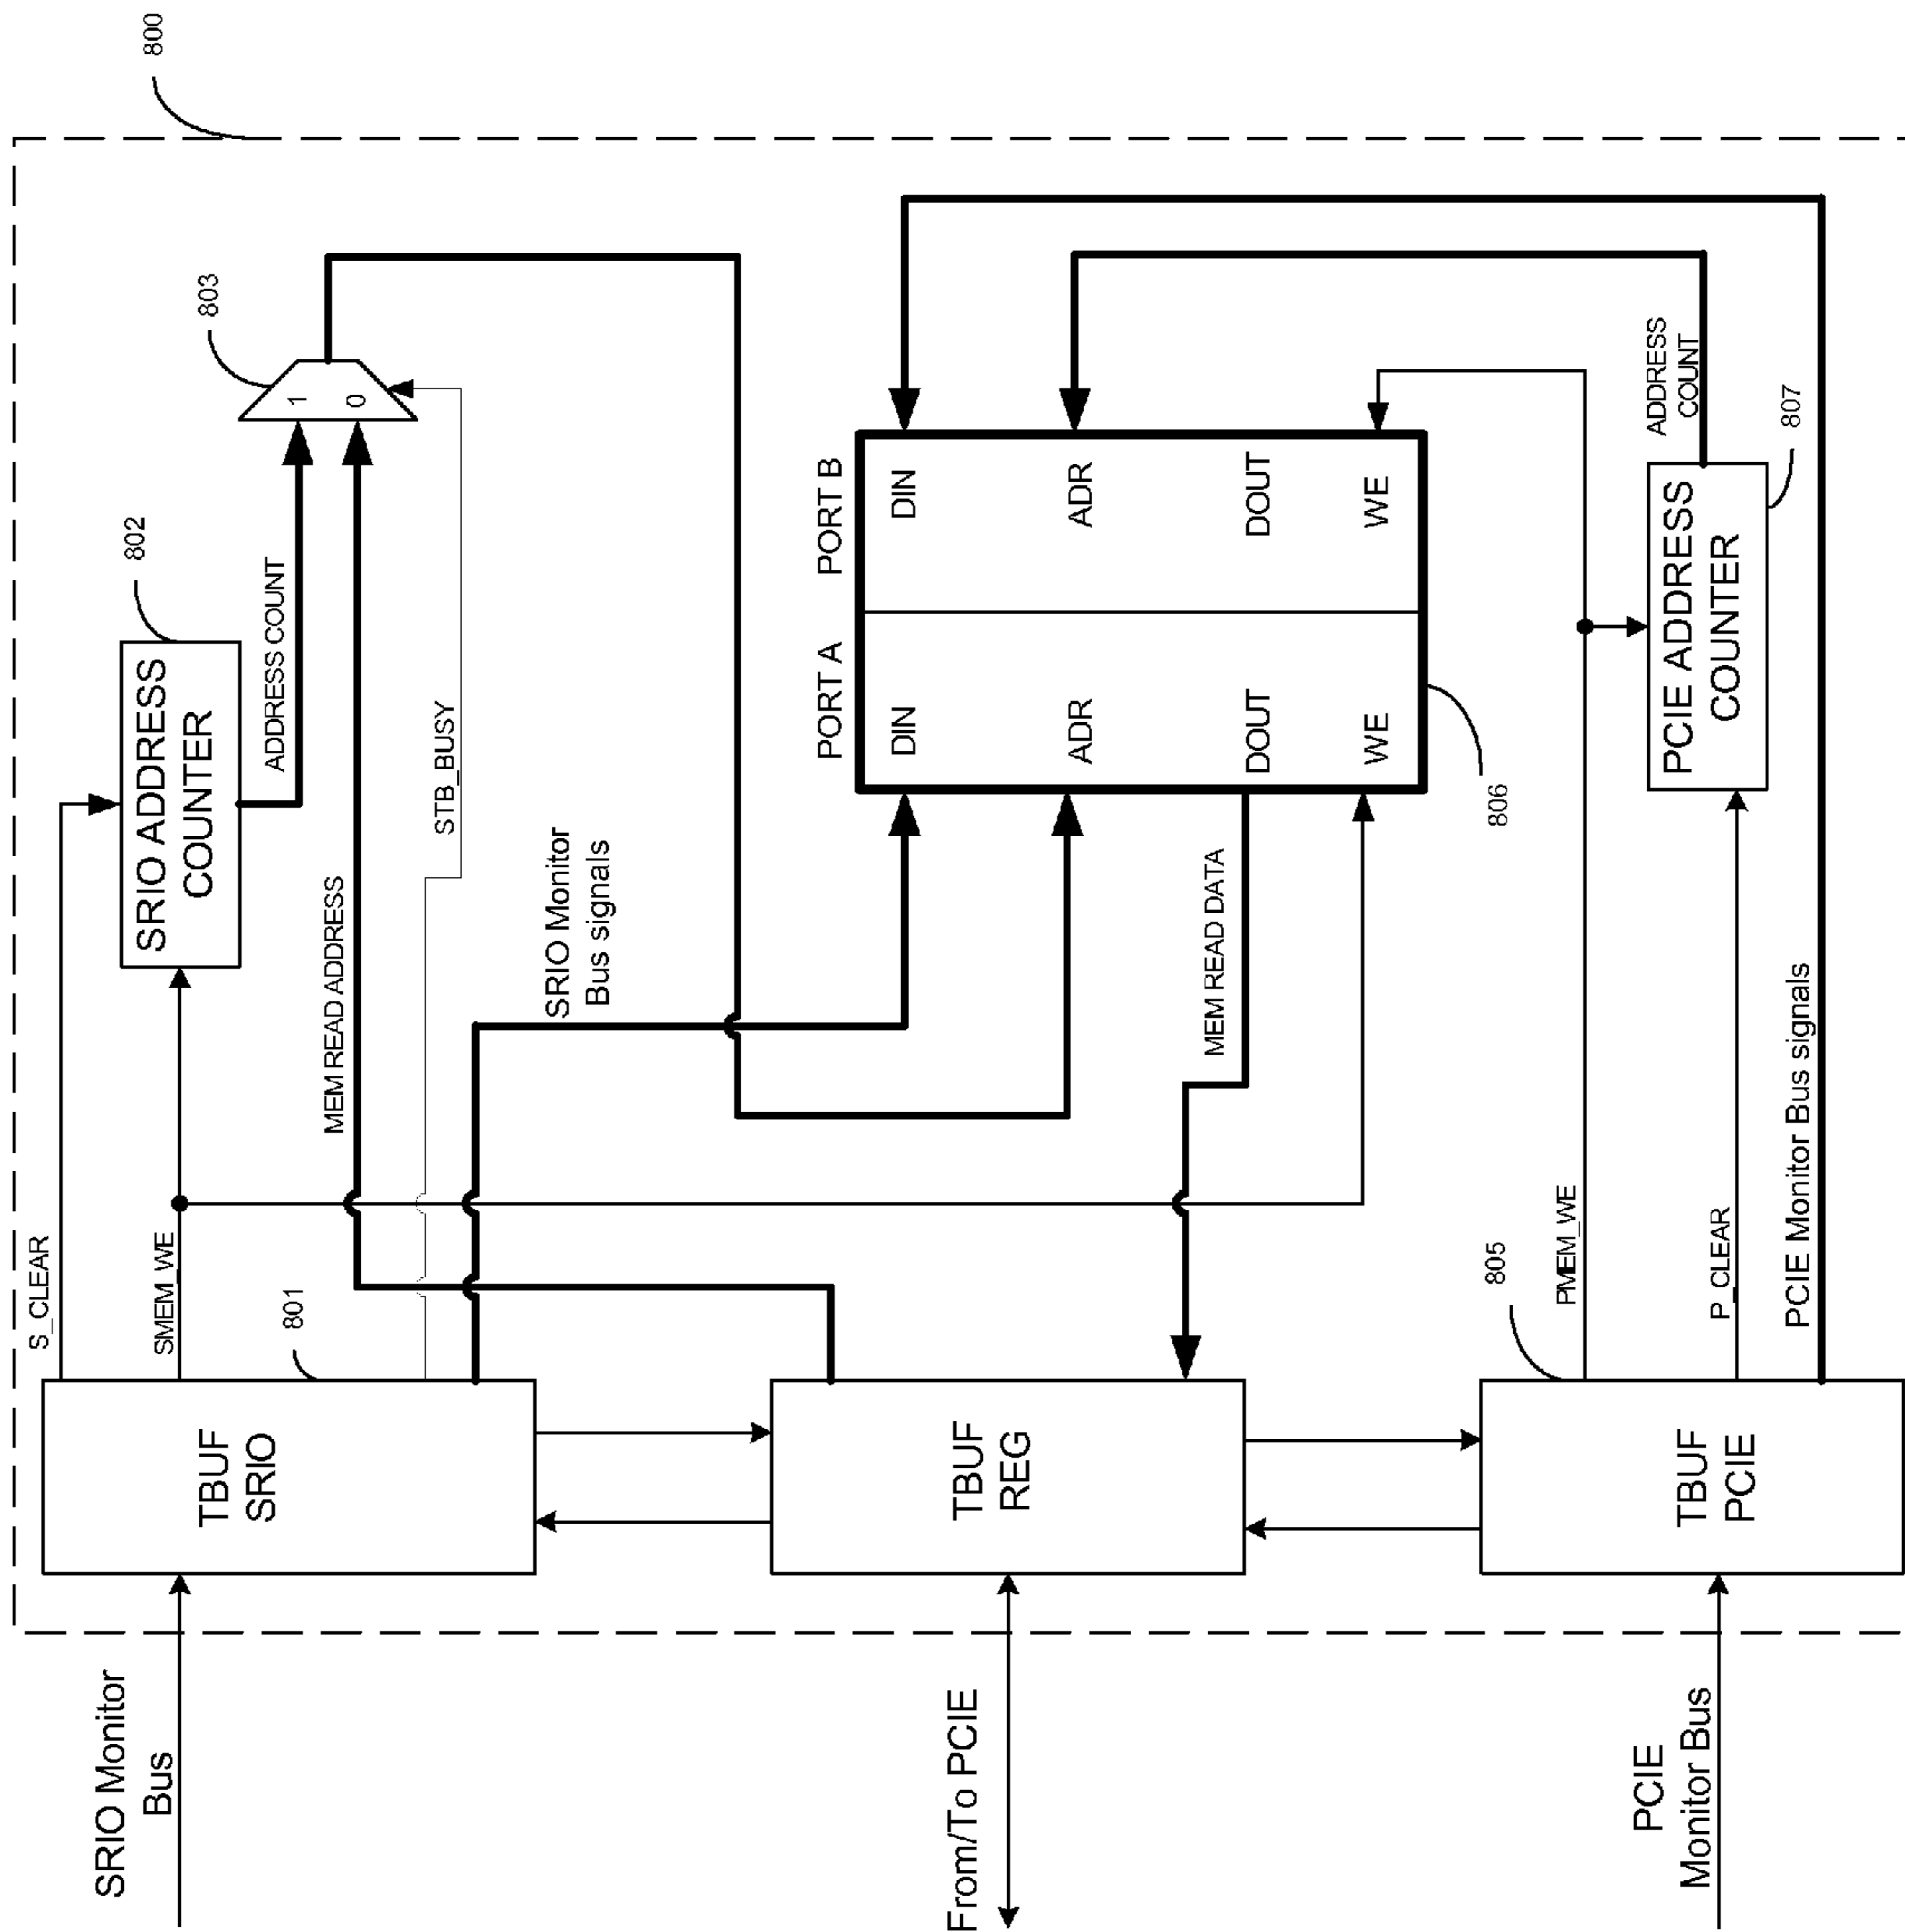 800
SRIO Monitor
Bus
TBUF
SRIO
801
S_CLEAR
SMEM_WE
SRIO ADDRESS
COUNTER
802
ADDRESS COUNT
MEM READ ADDRESS
STB_BUSY
803
1
0
SRIO Monitor
Bus signals
From/To PCIE
TBUF
REG
MEM READ DATA
PORT A
PORT B
DIN
DIN
ADR
ADR
DOUT
DOUT
WE
WE
806
PCIE
Monitor Bus
TBUF
PCIE
805
PMEM_WE
P_CLEAR
PCIE Monitor Bus signals
PCIE ADDRESS
COUNTER
807
ADDRESS
COUNT